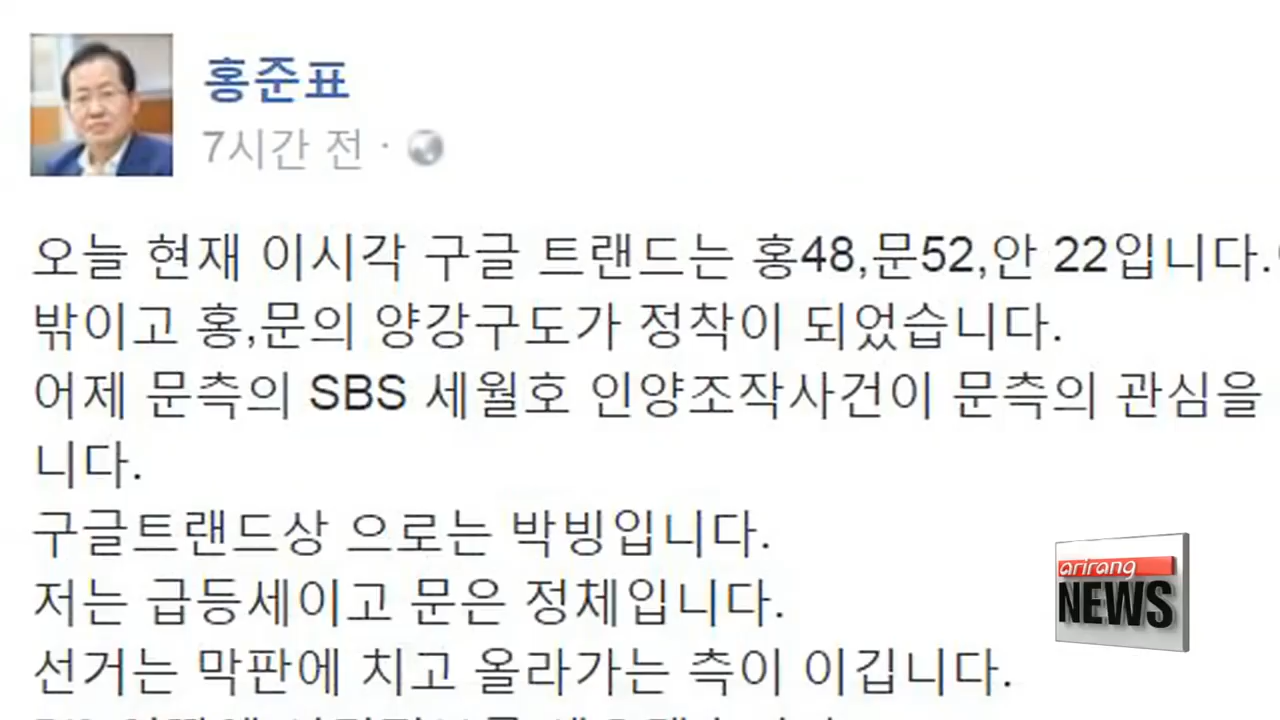 홍준표
7시간 전 ·
오늘 현재 이시각 구글 트랜드는 홍48,문52,안 22입니다.
밖이고 홍,문의 양강구도가 정착이 되었습니다.
어제 문측의 SBS 세월호 인양조작사건이 문측의 관심을
니다.
구글트랜드상 으로는 박빙입니다.
저는 급등세이고 문은 정체입니다.
선거는 막판에 치고 올라가는 측이 이깁니다.
arirang
NEWS